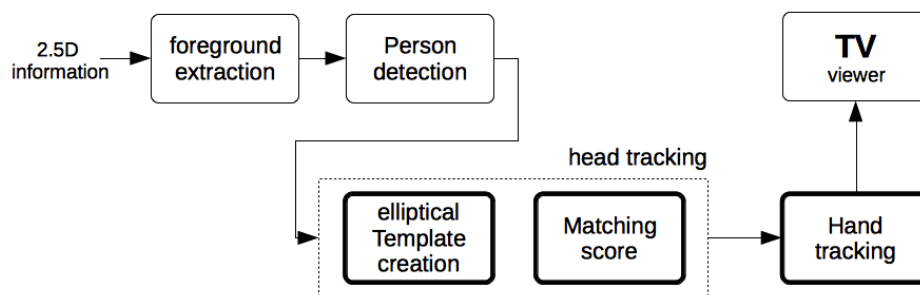 2.5D
information
foreground
extraction
Person
detection
TV
viewer
head tracking
elliptical
Template
creation
Matching
score
Hand
tracking